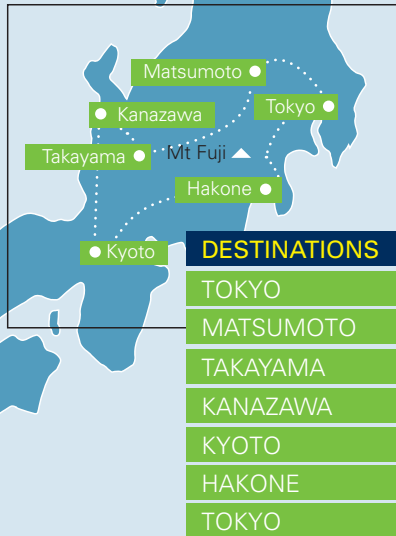 Matsumoto
Tokyo
Kanazawa
Takayama
Mt Fuji
Hakone
Kyoto
DESTINATIONS
TOKYO
MATSUMOTO
TAKAYAMA
KANAZAWA
KYOTO
HAKONE
TOKYO